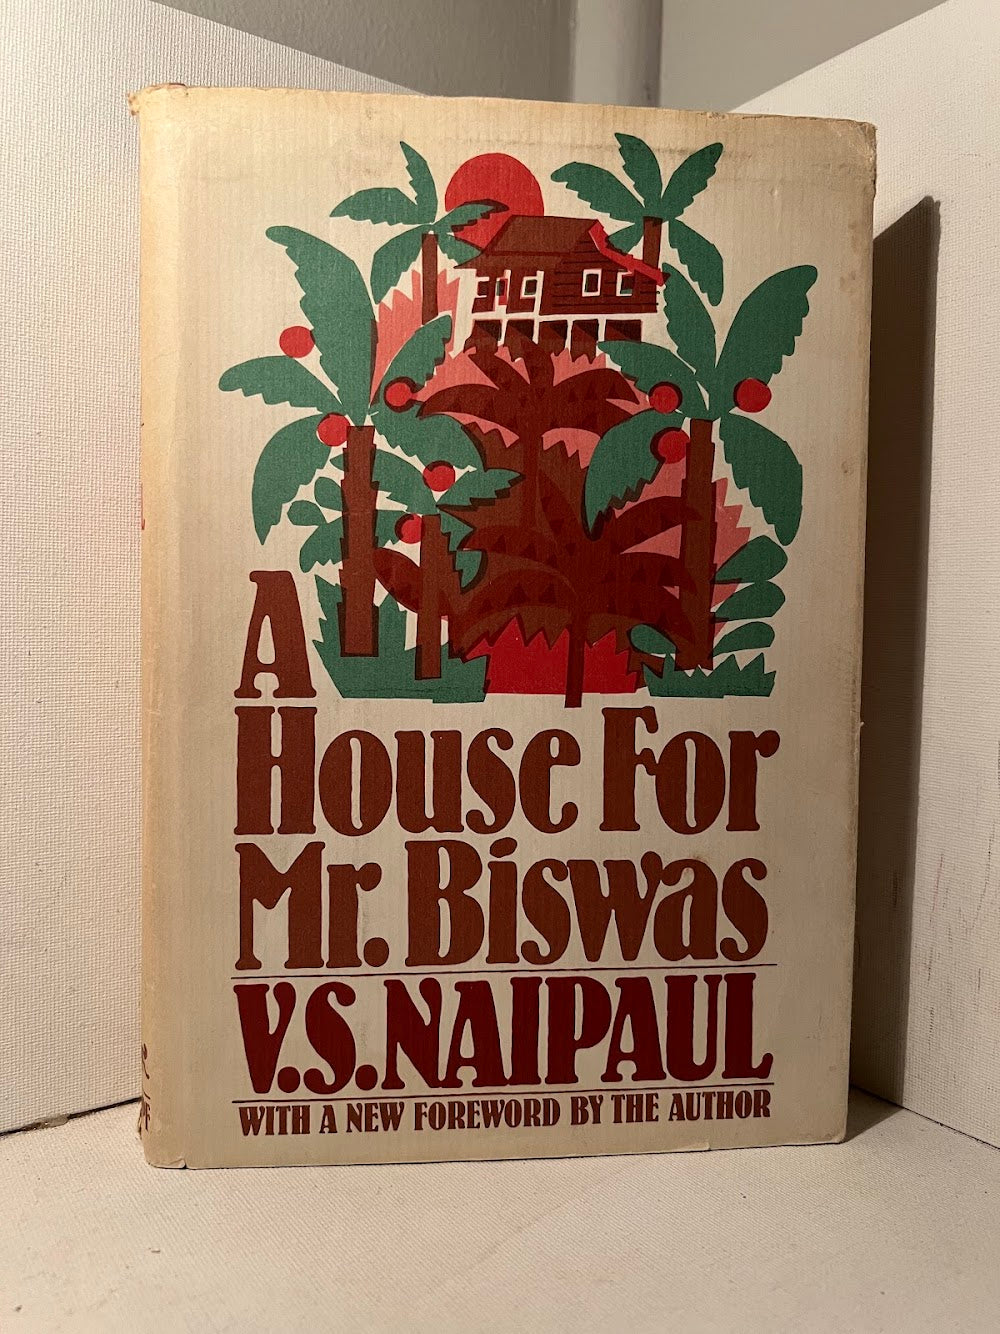 A
House For
Mr. Biswas
V.S. NAIPAUL
WITH A NEW FOREWORD BY THE AUTHOR